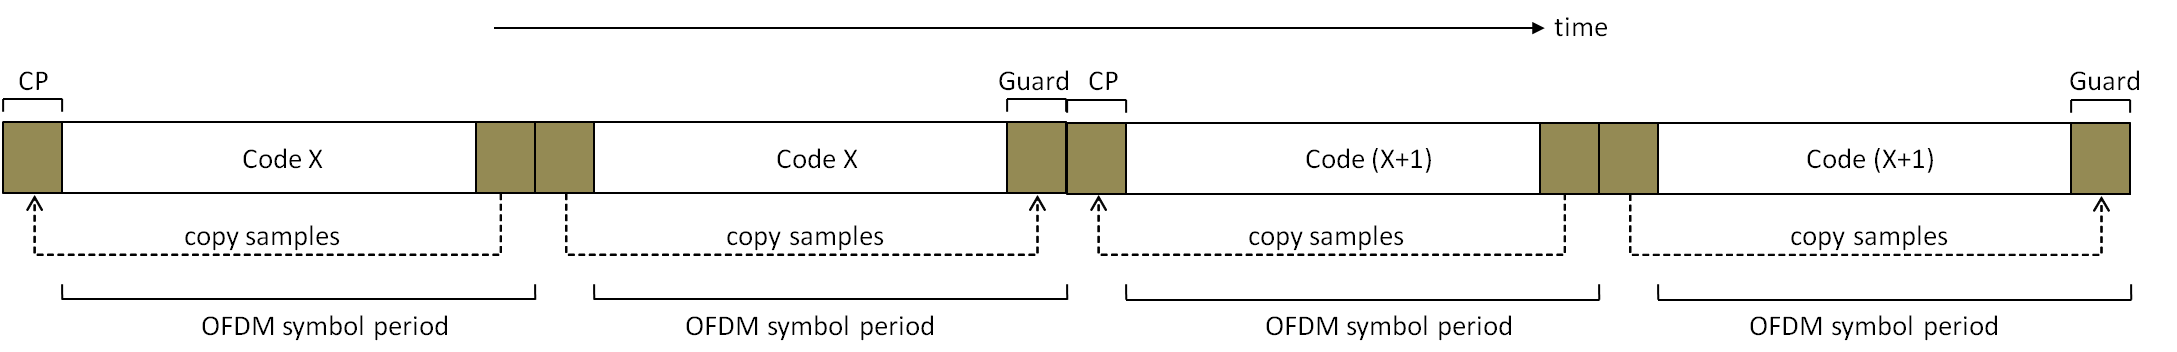 time
CP
Guard
CP
Guard
Code X
Code X
Code (X+1)
Code (X+1)
copy samples
copy samples
copy samples
copy samples
OFDM symbol period
OFDM symbol period
OFDM symbol period
OFDM symbol period